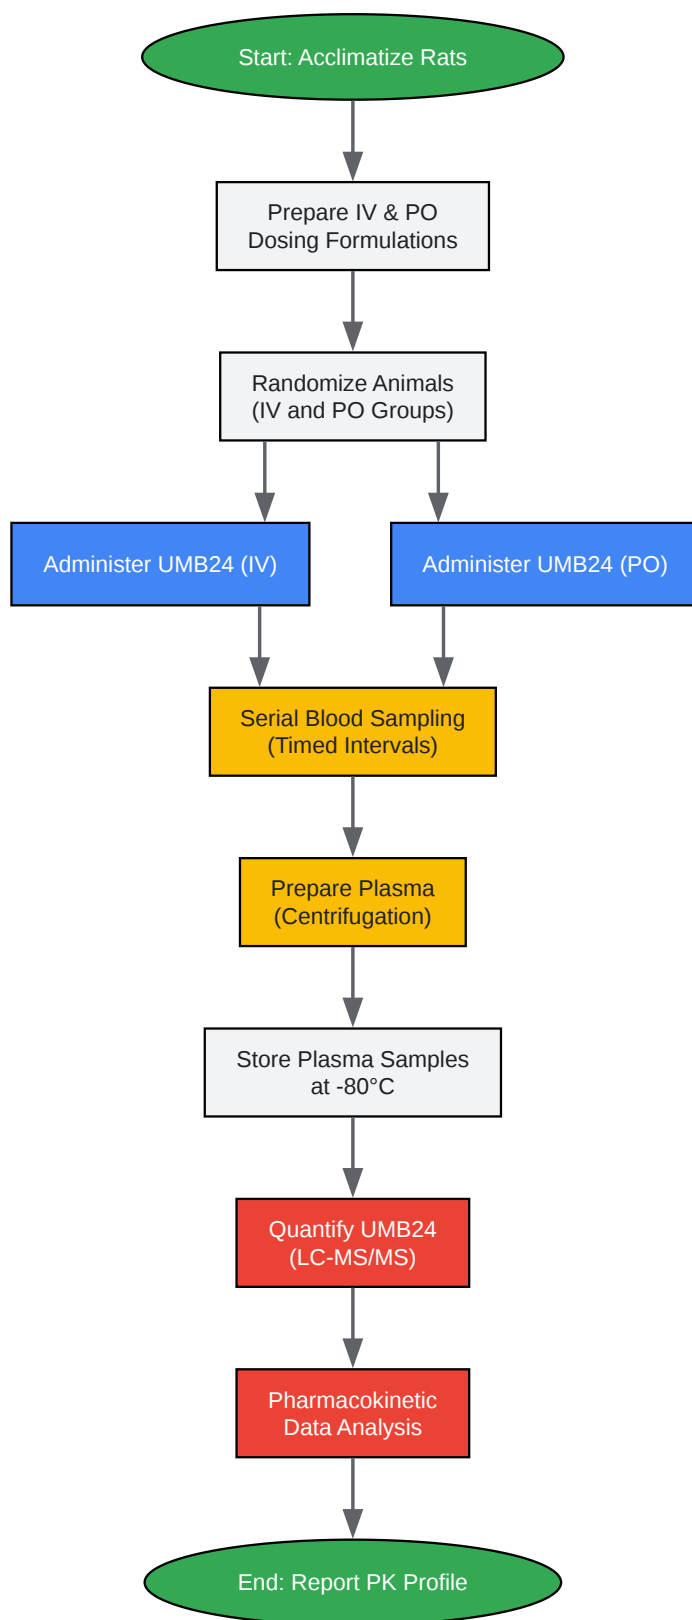 Start: Acclimatize Rats
Prepare IV & PO
Dosing Formulations
Randomize Animals
(IV and PO Groups)
Administer UMB24 (IV)
Administer UMB24 (PO)
Serial Blood Sampling
(Timed Intervals)
Prepare Plasma
(Centrifugation)
Store Plasma Samples
at -80°C
Quantify UMB24
(LC-MS/MS)
Pharmacokinetic
Data Analysis
End: Report PK Profile